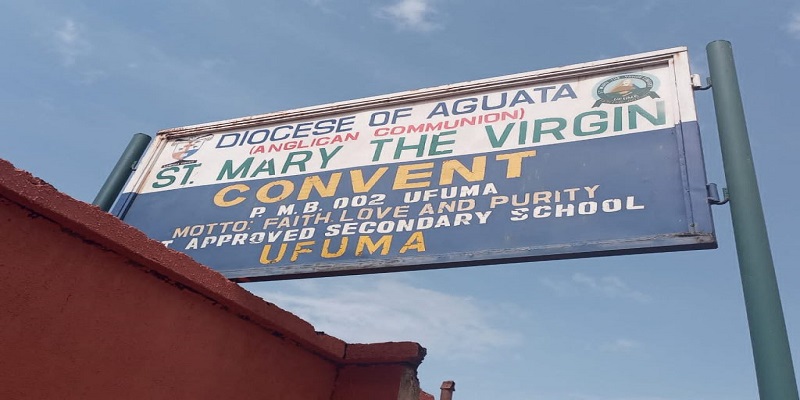 DIOCESE OF AGUATA
(ANGLICAN COMMUNION)
ST. MARY THE VIRGIN
CONVENT
P.M.B. 002 UFUMA
MOTTO: FAITH, LOVE AND PURITY
T APPROVED SECONDARY SCHOOL
UFUMA